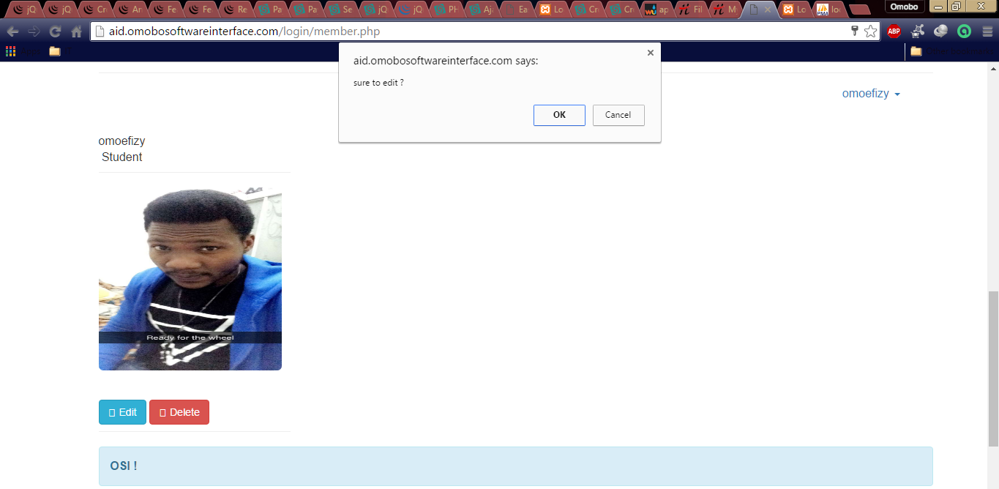 jQ
jQ
Cr
Ar
Fe
Fe
Re
Pa
Pa
Se
jQ
jQ
PH
Aj
Ea
Lo
Cr
Cr
ap
Fil
M
Lo
loc
Omobo
aid.omobosoftwareinterface.com/login/member.php
ABP
aid.omobosoftwareinterface.com says:
sure to edit ?
OK
Cancel
omoefizy
omoefizy
Student
Ready for the wheel
Edit
Delete
OSI !